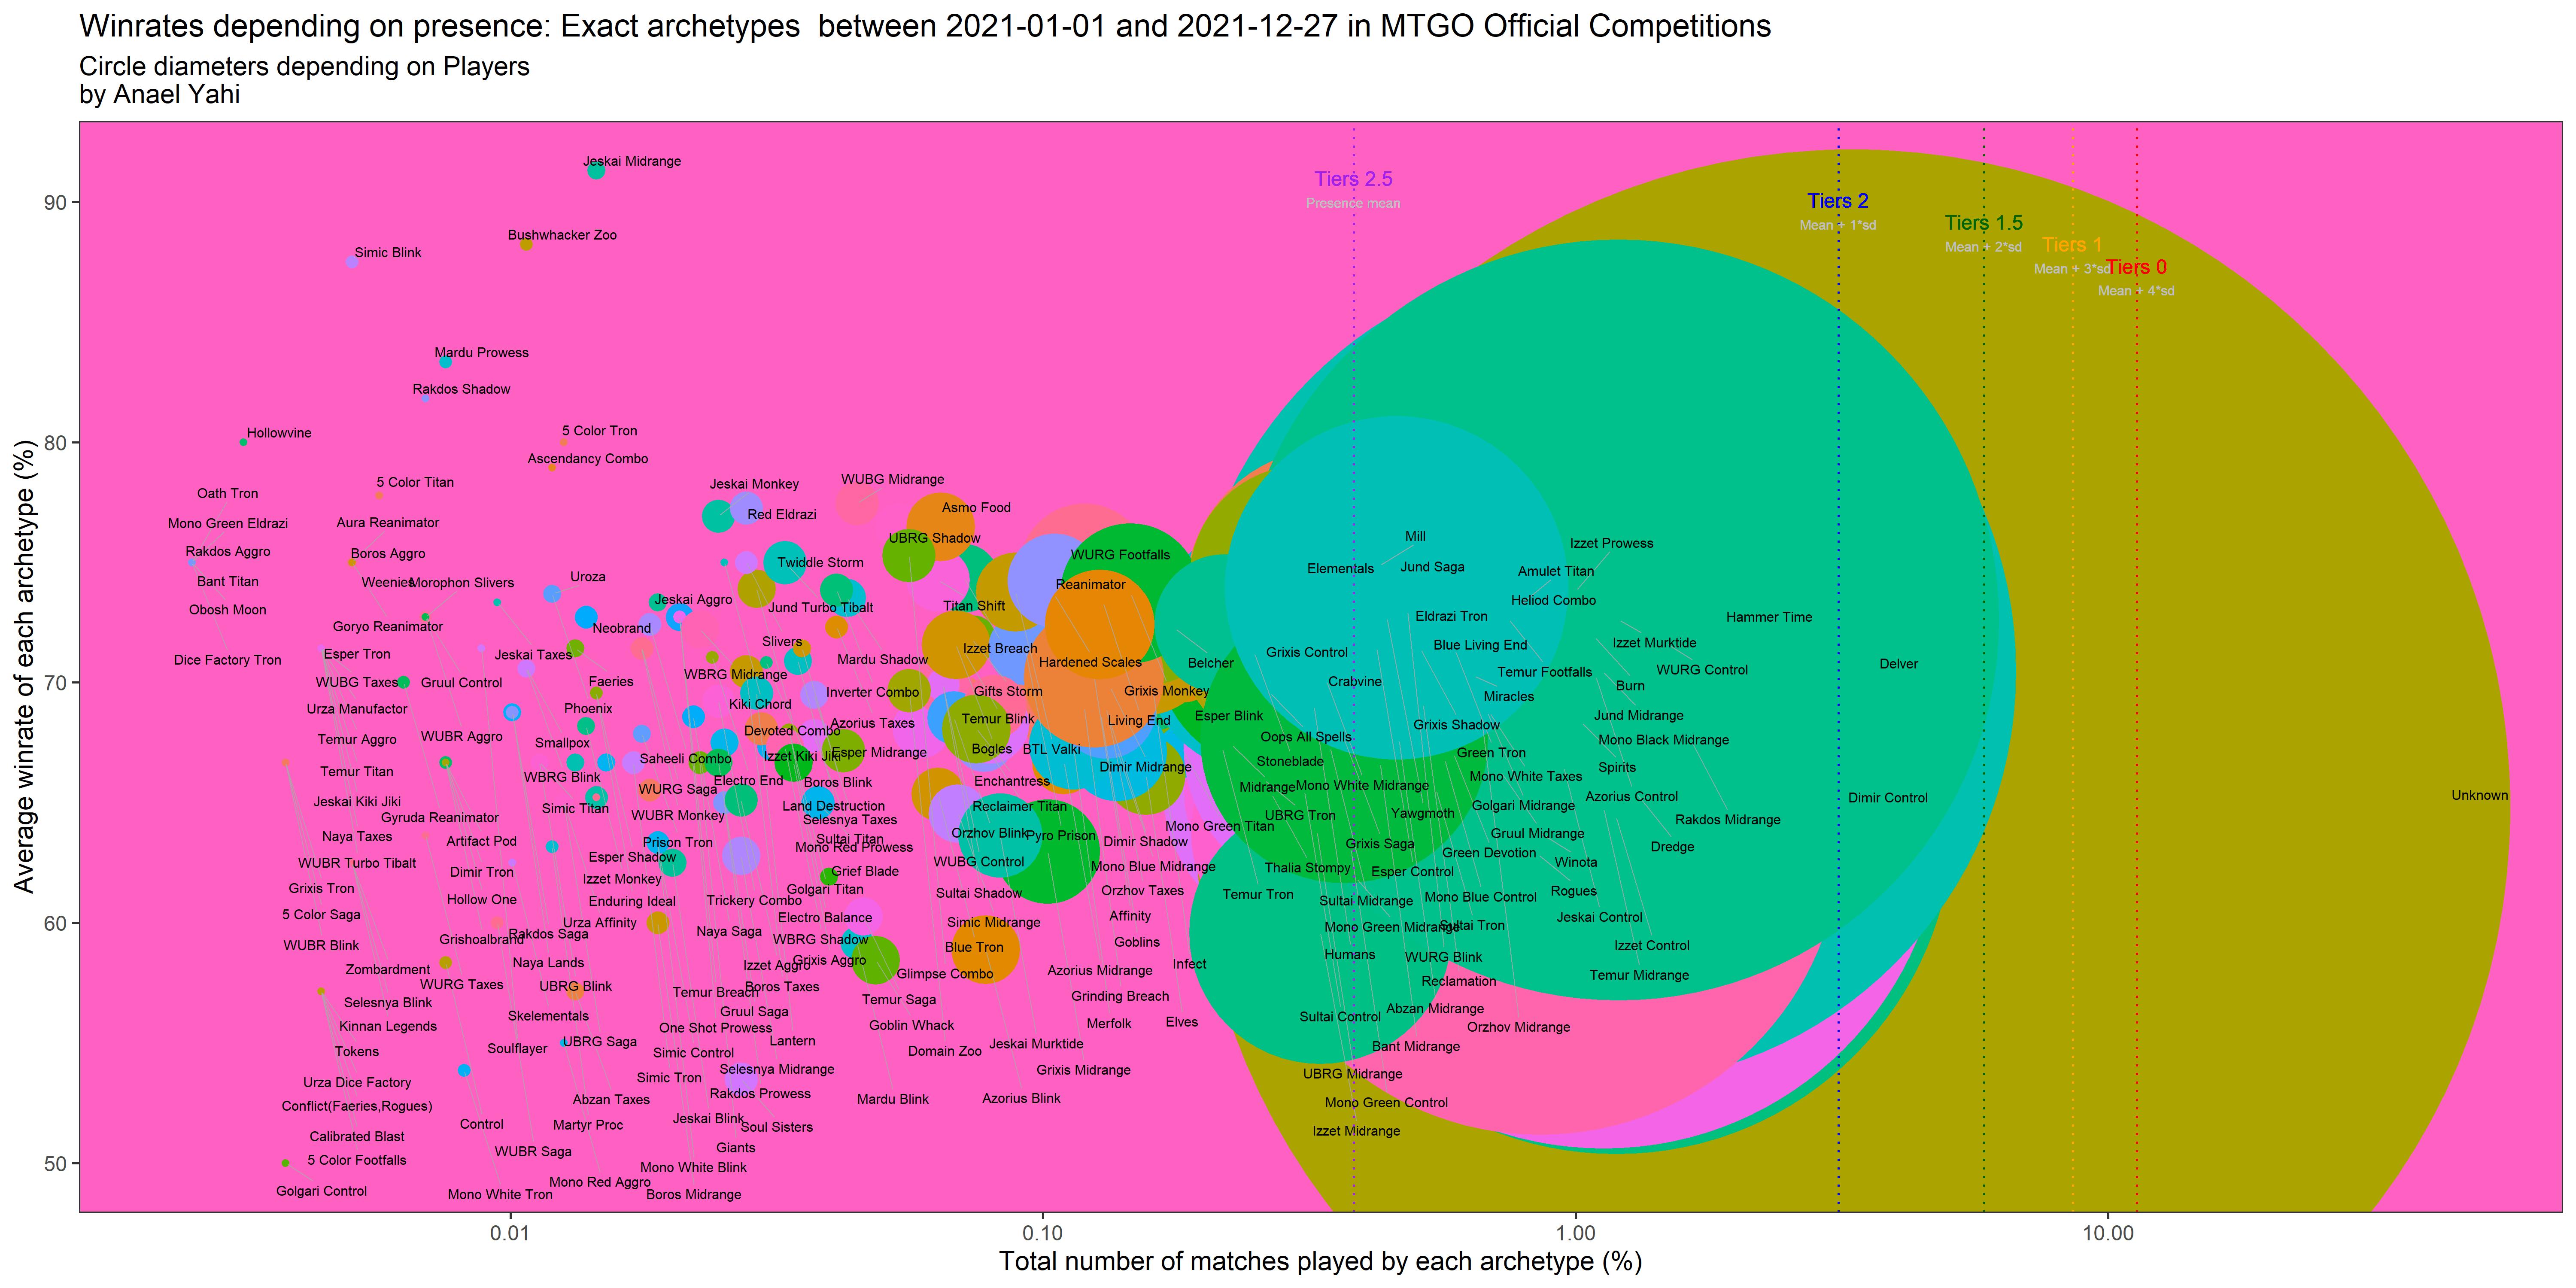 Winrates depending on presence: Exact archetypes  between 2021-01-01 and 2021-12-27 in MTGO Official Competitions
Circle diameters depending on Players
by Anael Yahi
Average winrate of each archetype (%)
90
80
70
60
50
Tiers 2.5
Presence mean
Tiers 2
Mean + 1*sd
Tiers 1.5
Mean + 2*sd
Tiers 1
Mean + 3*sd
Tiers 0
Mean + 4*sd
Jeskai Midrange
Bushwhacker Zoo
Simic Blink
Mardu Prowess
Rakdos Shadow
Hollowvine
5 Color Tron
Ascendancy Combo
Oath Tron
5 Color Titan
Mono Green Eldrazi
Aura Reanimator
Rakdos Aggro
Boros Aggro
Bant Titan
Weenies
Morophon Slivers
Uroza
Obosh Moon
Goryo Reanimator
Dice Factory Tron
Esper Tron
Jeskai Taxes
WUBG Taxes
Gruul Control
Faeries
Urza Manufactor
Phoenix
Temur Aggro
WUBR Aggro
Smallpox
Temur Titan
WBRG Blink
Jeskai Kiki Jiki
Simic Titan
Gyruda Reanimator
Naya Taxes
Artifact Pod
WUBR Turbo Tibalt
Dimir Tron
Grixis Tron
Hollow One
5 Color Saga
Grishoalbrand
Rakdos Saga
WUBR Blink
Zombardment
Naya Lands
WURG Taxes
UBRG Blink
Selesnya Blink
Skelementals
Kinnan Legends
Tokens
Soulflayer
UBRG Saga
Urza Dice Factory
Conflict(Faeries,Rogues)
Control
Calibrated Blast
5 Color Footfalls
WUBR Saga
Golgari Control
Mono White Tron
Jeskai Monkey
WUBG Midrange
Red Eldrazi
Asmo Food
UBRG Shadow
Twiddle Storm
WURG Footfalls
Jeskai Aggro
Jund Turbo Tibalt
Titan Shift
Reanimator
Neobrand
Slivers
Izzet Breach
Mardu Shadow
Hardened Scales
WBRG Midrange
Inverter Combo
Gifts Storm
Grixis Monkey
Kiki Chord
Azorius Taxes
Temur Blink
Living End
Devoted Combo
Saheeli Combo
Izzet Kiki Jiki
Esper Midrange
Bogles
BTL Valki
Dimir Midrange
Electro End
Boros Blink
Enchantress
WURG Saga
Land Destruction
Reclaimer Titan
WUBR Monkey
Selesnya Taxes
Prison Tron
Sultai Titan
Mono Red Prowess
Orzhov Blink
Pyro Prison
Dimir Shadow
Esper Shadow
WUBG Control
Mono Blue Midrange
Izzet Monkey
Grief Blade
Golgari Titan
Sultai Shadow
Orzhov Taxes
Enduring Ideal
Trickery Combo
Electro Balance
Simic Midrange
Affinity
Urza Affinity
Naya Saga
WBRG Shadow
Blue Tron
Goblins
Izzet Aggro
Grixis Aggro
Glimpse Combo
Azorius Midrange
Infect
Temur Breach
Boros Taxes
Temur Saga
Grinding Breach
Gruul Saga
One Shot Prowess
Goblin Whack
Merfolk
Elves
Simic Control
Lantern
Domain Zoo
Jeskai Murktide
Simic Tron
Selesnya Midrange
Grixis Midrange
Abzan Taxes
Rakdos Prowess
Mardu Blink
Azorius Blink
Martyr Proc
Jeskai Blink
Soul Sisters
Giants
Mono White Blink
Mono Red Aggro
Boros Midrange
Mill
Izzet Prowess
Elementals
Jund Saga
Amulet Titan
Heliod Combo
Eldrazi Tron
Hammer Time
Blue Living End
Izzet Murktide
Belcher
Grixis Control
Temur Footfalls
WURG Control
Delver
Crabvine
Miracles
Burn
Esper Blink
Grixis Shadow
Jund Midrange
Oops All Spells
Mono Black Midrange
Stoneblade
Green Tron
Spirits
Midrange
Mono White Midrange
Mono White Taxes
Azorius Control
Dimir Control
Unknown
UBRG Tron
Yawgmoth
Golgari Midrange
Rakdos Midrange
Mono Green Titan
Gruul Midrange
Grixis Saga
Green Devotion
Dredge
Thalia Stompy
Esper Control
Winota
Temur Tron
Sultai Midrange
Mono Blue Control
Rogues
Mono Green Midrange
Sultai Tron
Jeskai Control
Humans
WURG Blink
Izzet Control
Reclamation
Temur Midrange
Sultai Control
Abzan Midrange
Orzhov Midrange
Bant Midrange
UBRG Midrange
Mono Green Control
Izzet Midrange
0.01
0.10
1.00
10.00
Total number of matches played by each archetype (%)